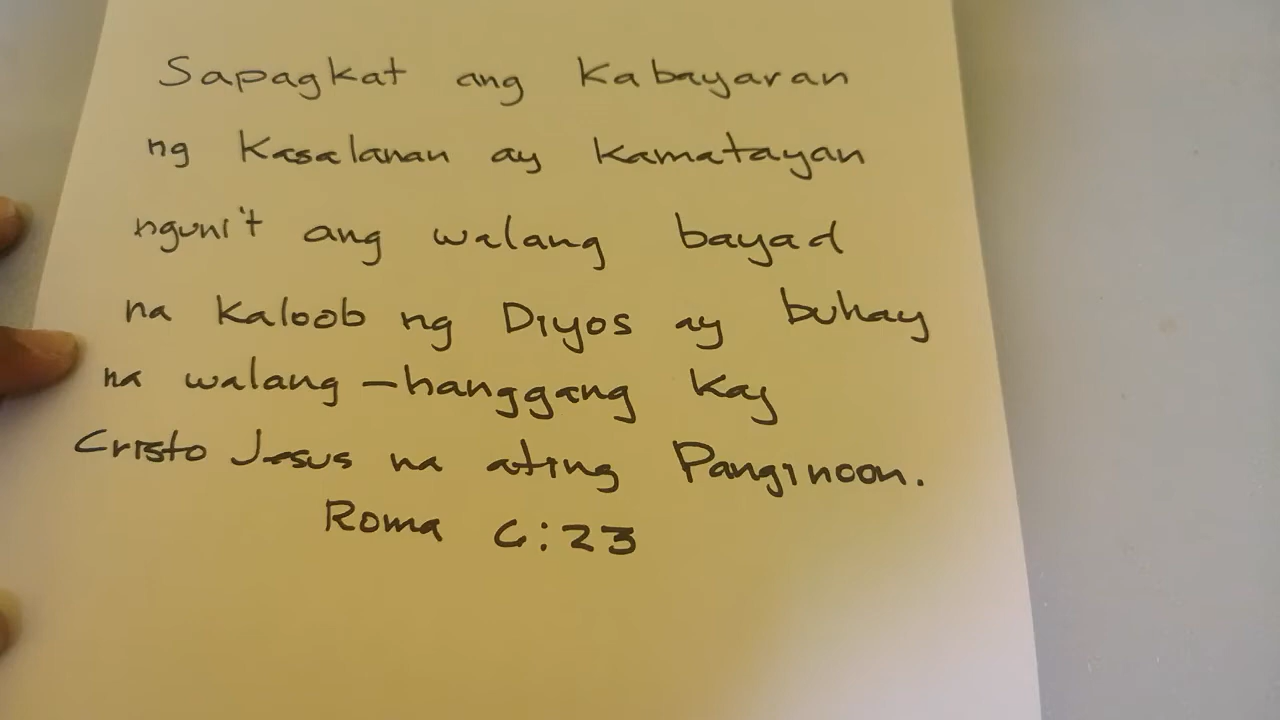 Sapagkat ang Kabayaran
ng Kasalanan ay Kamatayan
nguni't ang walang bayad
na Kaloob ng Diyos ay buhay
na walang-hanggang Kay
Cristo Jesus na ating Panginoon.
Roma 6:23